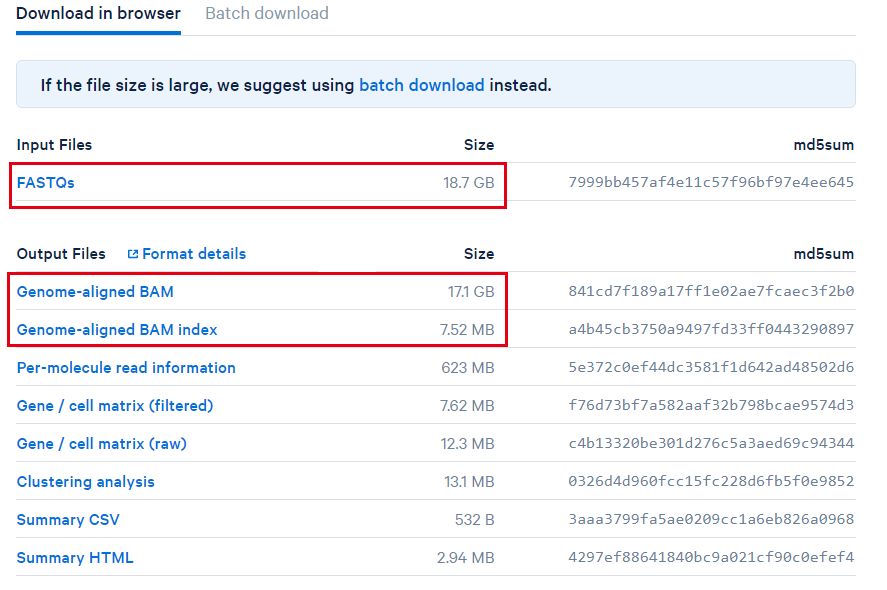 Download in browser Batch download
If the file size is large, we suggest using batch download instead.
Input Files Size md5sum
FASTQs 18.7 GB 7999bb457af4e11c57f96bf97e4ee645
Output Files Format details Size md5sum
Genome-aligned BAM 17.1 GB 841cd7f189a17ff1e02ae7fcaec3f2b0
Genome-aligned BAM index 7.52 MB a4b45cb3750a9497fd33ff0443290897
Per-molecule read information 623 MB 5e372c0ef44dc3581f1d642ad48502d6
Gene / cell matrix (filtered) 7.62 MB f76d73bf7a582aaf32b798bcae9574d3
Gene / cell matrix (raw) 12.3 MB c4b13320be301d276c5a3aed69c94344
Clustering analysis 13.1 MB 0326d4d960fcc15fc228d6fb5f0e9852
Summary CSV 532 B 3aaa3799fa5ae0209cc1a6eb826a0968
Summary HTML 2.94 MB 4297ef88641840bc9a021cf90c0efef4